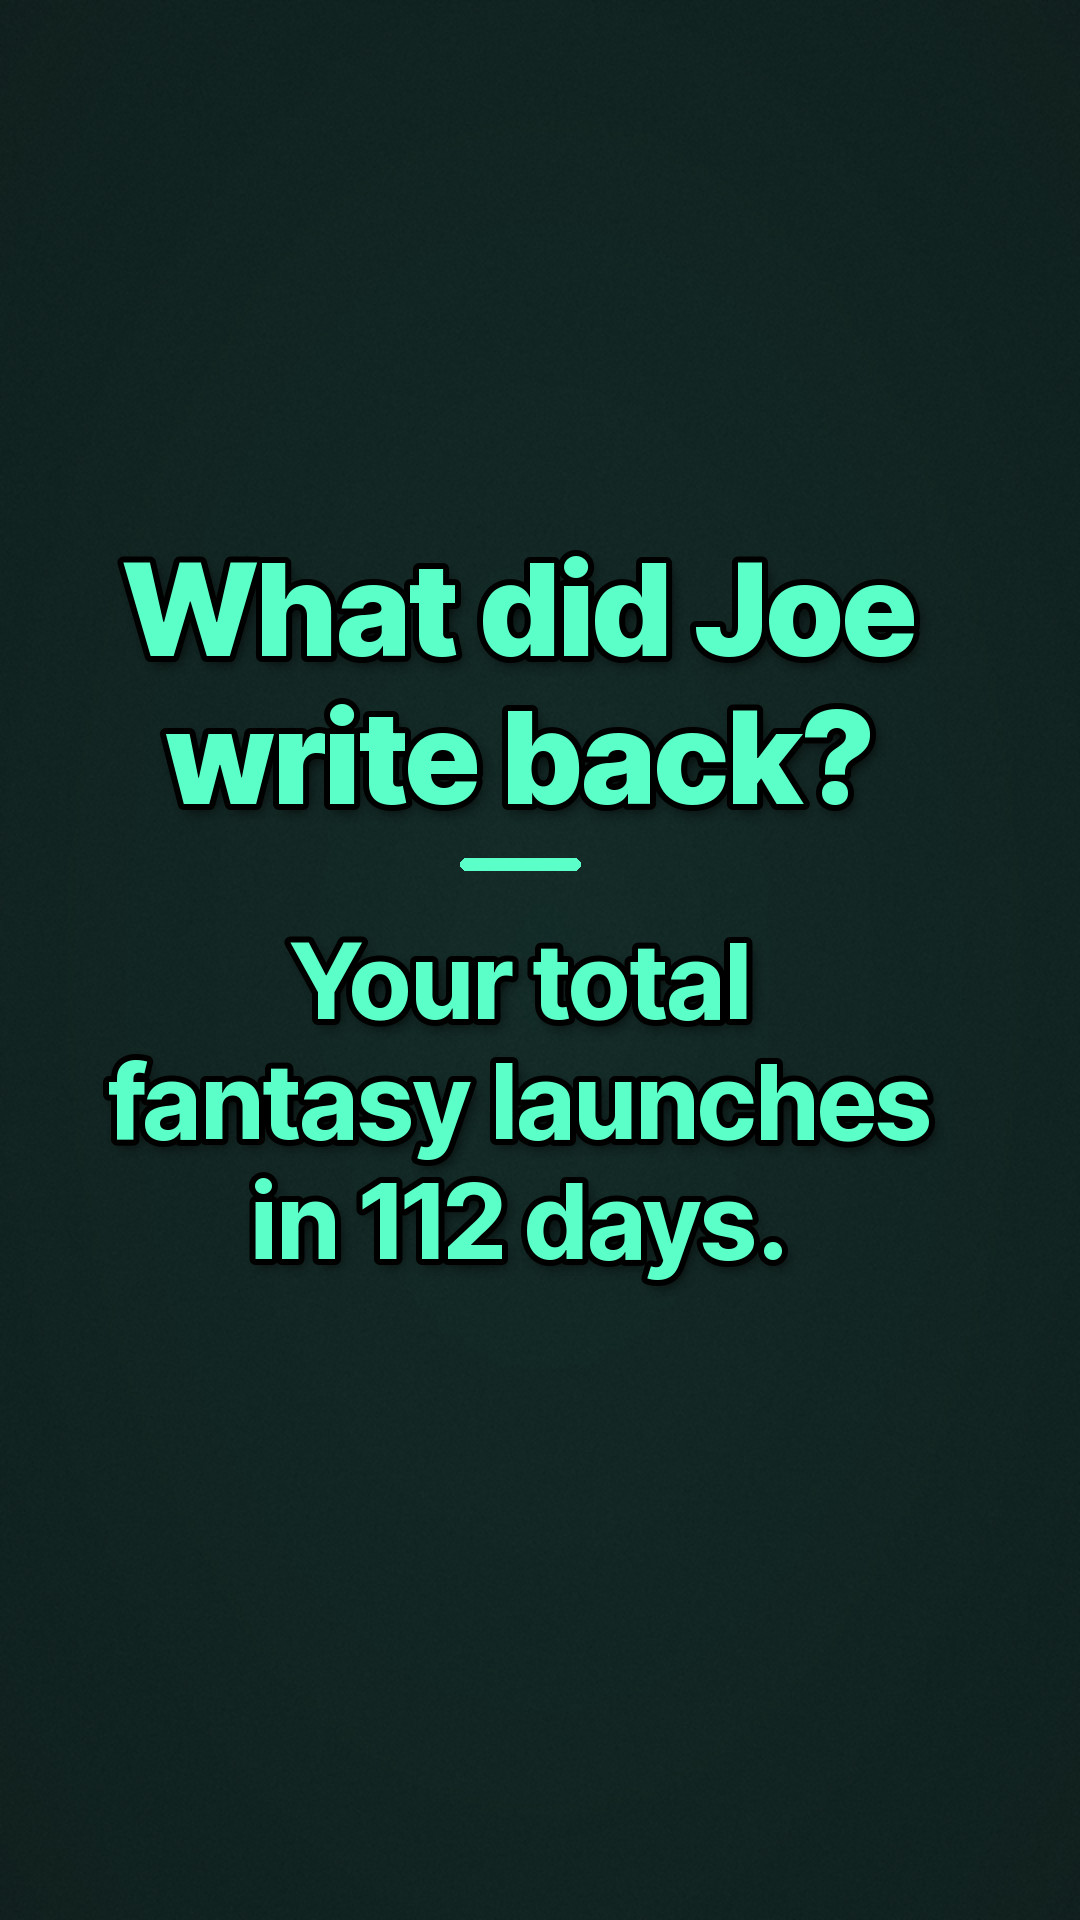 What did Joe
write back?
Your total
fantasy launches
in 112 days.